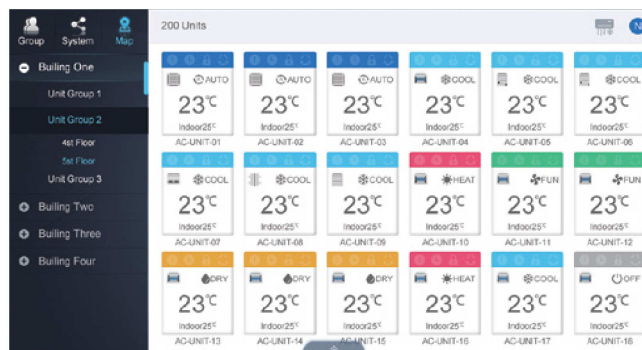 Group System Map
200 Units
N
Builing One
Unit Group 1
Unit Group 2
4st Floor
5st Floor
Unit Group 3
Builing Two
Builing Three
Builing Four
AUTO AUTO AUTO COOL COOL COOL
23°C 23°C 23°C 23°C 23°C 23°C
Indoor25°C Indoor25°C Indoor25°C Indoor25°C Indoor25°C Indoor25°C
AC-UNIT-01 AC-UNIT-02 AC-UNIT-03 AC-UNIT-04 AC-UNIT-05 AC-UNIT-06
COOL COOL COOL HEAT FUN FUN
23°C 23°C 23°C 23°C 23°C 23°C
Indoor25°C Indoor25°C Indoor25°C Indoor25°C Indoor25°C Indoor25°C
AC-UNIT-07 AC-UNIT-08 AC-UNIT-09 AC-UNIT-10 AC-UNIT-11 AC-UNIT-12
DRY DRY DRY HEAT COOL OFF
23°C 23°C 23°C 23°C 23°C 23°C
Indoor25°C Indoor25°C Indoor25°C Indoor25°C Indoor25°C Indoor25°C
AC-UNIT-13 AC-UNIT-14 AC-UNIT-15 AC-UNIT-16 AC-UNIT-17 AC-UNIT-18